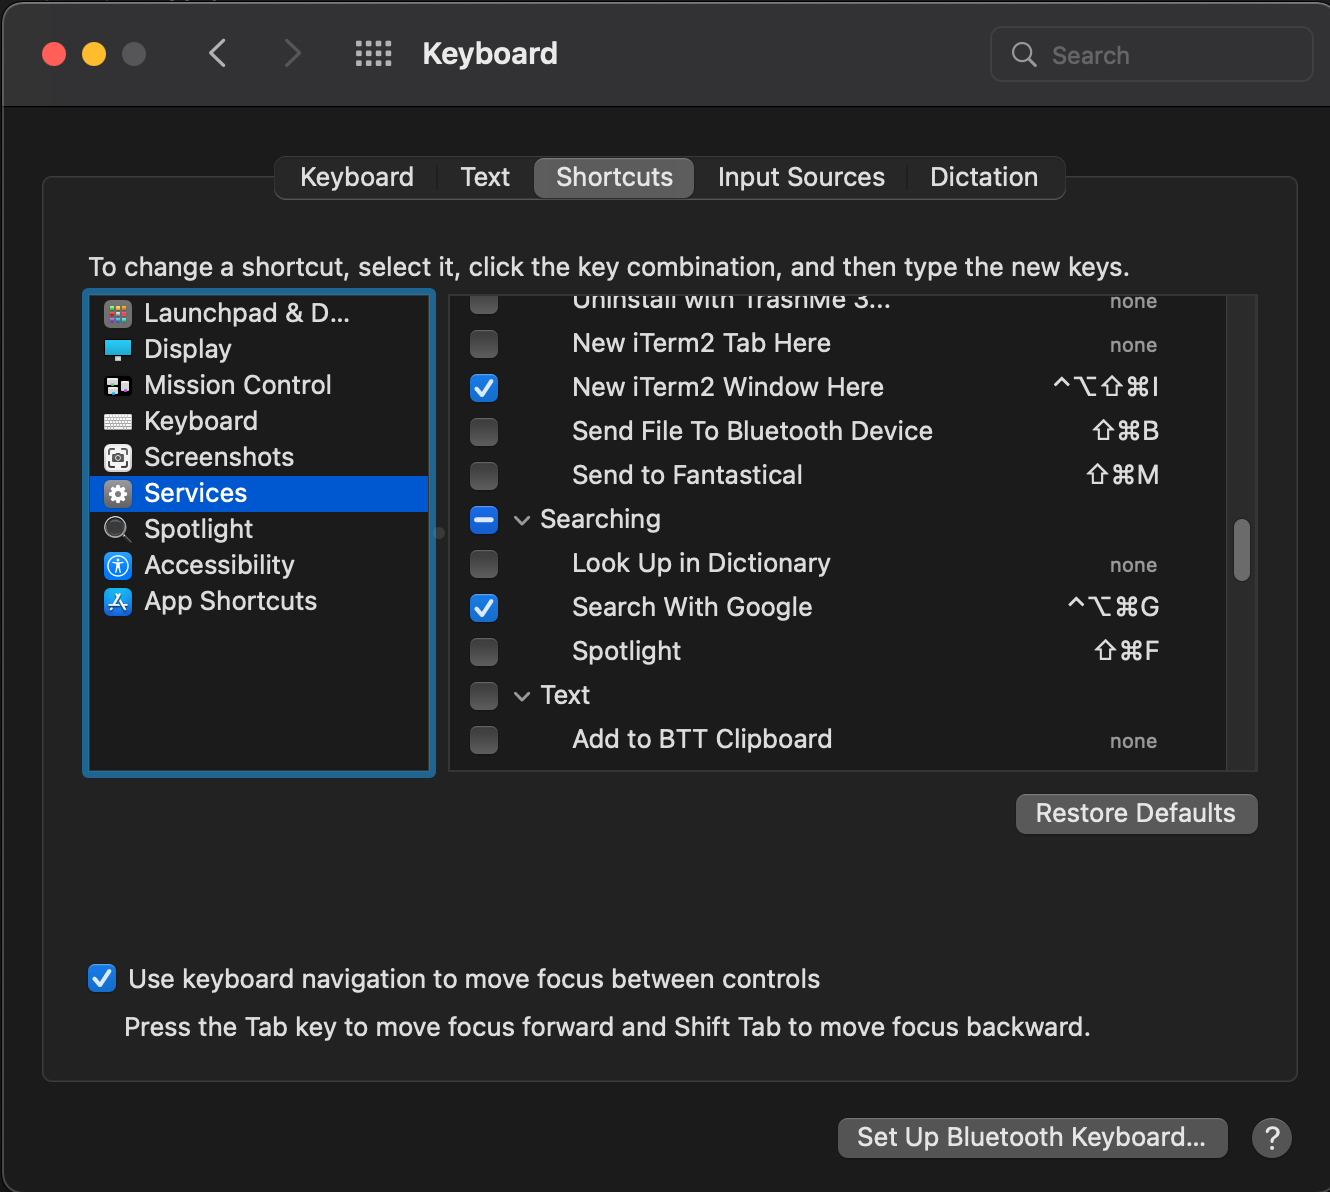 Keyboard
Search
Keyboard
Text
Shortcuts
Input Sources
Dictation
To change a shortcut, select it, click the key combination, and then type the new keys.
Launchpad & D...
Display
Mission Control
Keyboard
Screenshots
Services
Spotlight
Accessibility
App Shortcuts
Uninstall with TrashMe 3... none
New iTerm2 Tab Here none
New iTerm2 Window Here ^⌥⇧⌘I
Send File To Bluetooth Device ⇧⌘B
Send to Fantastical ⇧⌘M
Searching
Look Up in Dictionary none
Search With Google ^⌥⌘G
Spotlight ⇧⌘F
Text
Add to BTT Clipboard none
Restore Defaults
Use keyboard navigation to move focus between controls
Press the Tab key to move focus forward and Shift Tab to move focus backward.
Set Up Bluetooth Keyboard...
?